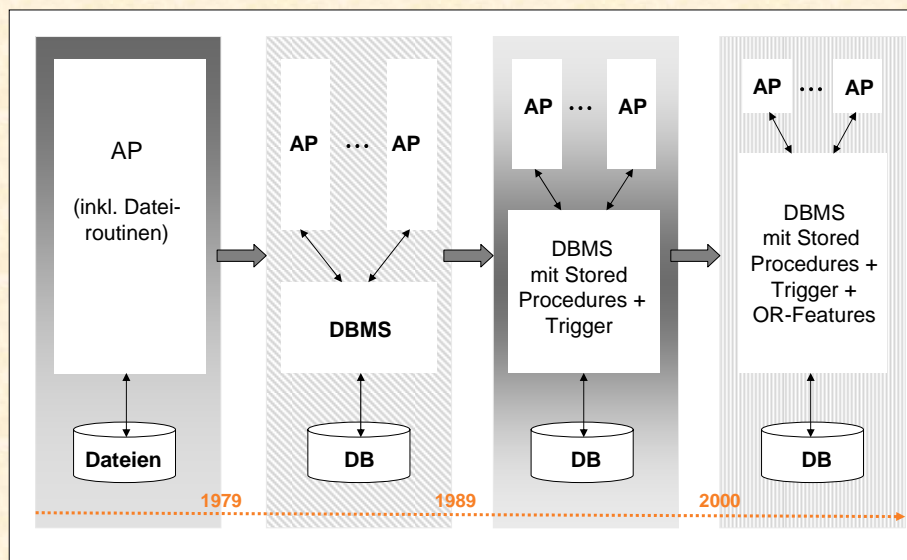 AP
(inkl. Datei-
routinen)
Dateien
AP ... AP
DBMS
DB
AP ... AP
DBMS
mit Stored
Procedures +
Trigger
DB
AP ... AP
DBMS
mit Stored
Procedures +
Trigger +
OR-Features
DB
1979
1989
2000